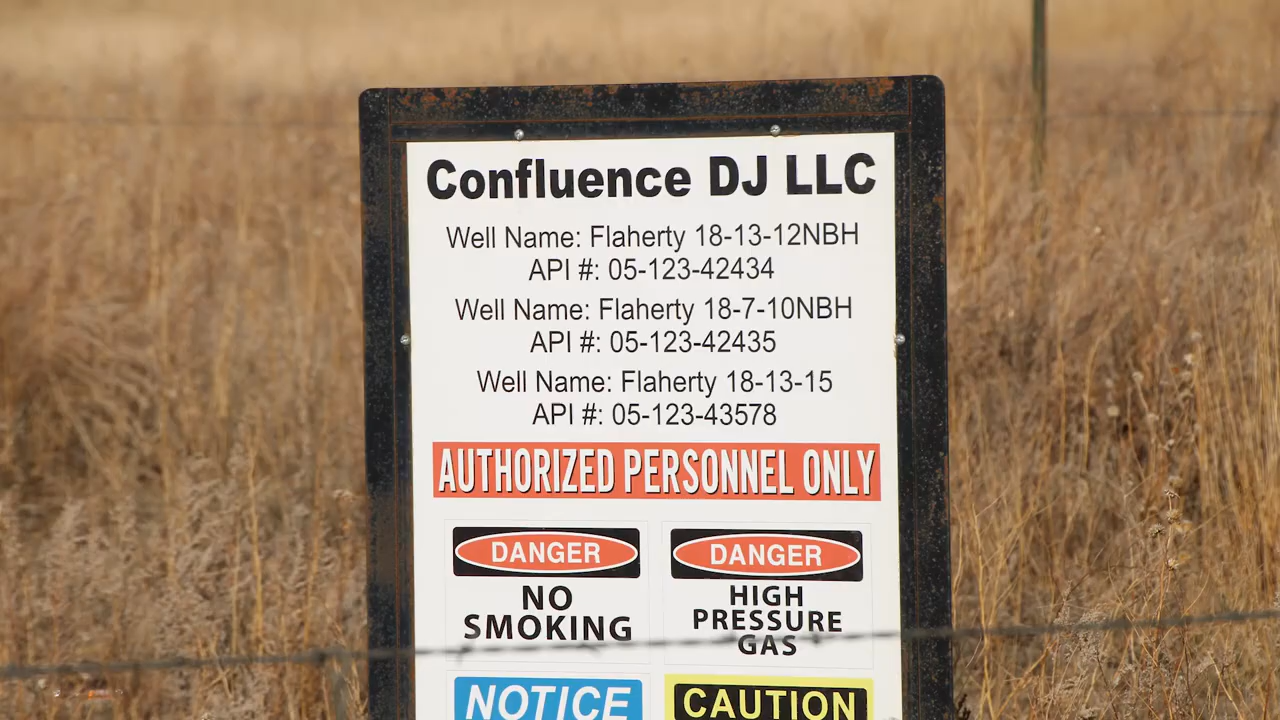 Confluence DJ LLC
Well Name: Flaherty 18-13-12NBH
API #: 05-123-42434
Well Name: Flaherty 18-7-10NBH
API #: 05-123-42435
Well Name: Flaherty 18-13-15
API #: 05-123-43578
AUTHORIZED PERSONNEL ONLY
DANGER
NO
SMOKING
DANGER
HIGH
PRESSURE
GAS
NOTICE
CAUTION